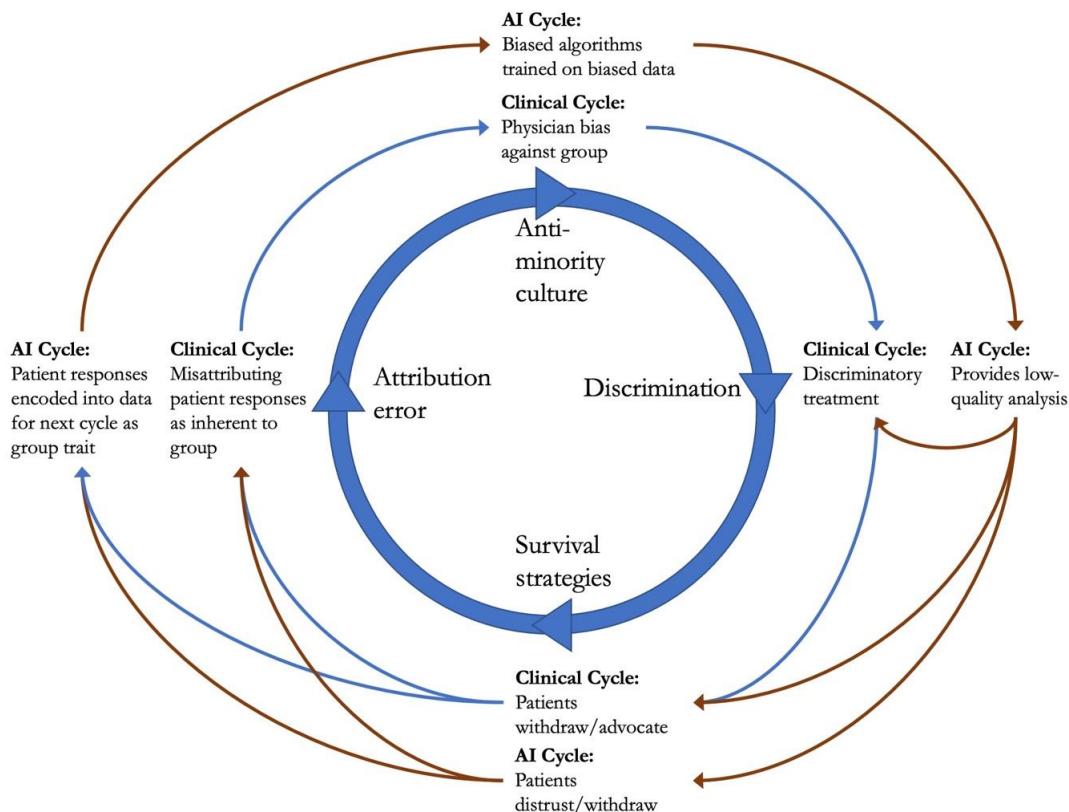 AI Cycle:
Biased algorithms
trained on biased data
Clinical Cycle:
Physician bias
against group
Anti-
minority
culture
AI Cycle:
Patient responses
encoded into data
for next cycle as
group trait
Clinical Cycle:
Misattributing
patient responses
as inherent to
group
Attribution
error
Discrimination
Clinical Cycle:
Discriminatory
treatment
AI Cycle:
Provides low-
quality analysis
Survival
strategies
Clinical Cycle:
Patients
withdraw/advocate
AI Cycle:
Patients
distrust/withdraw